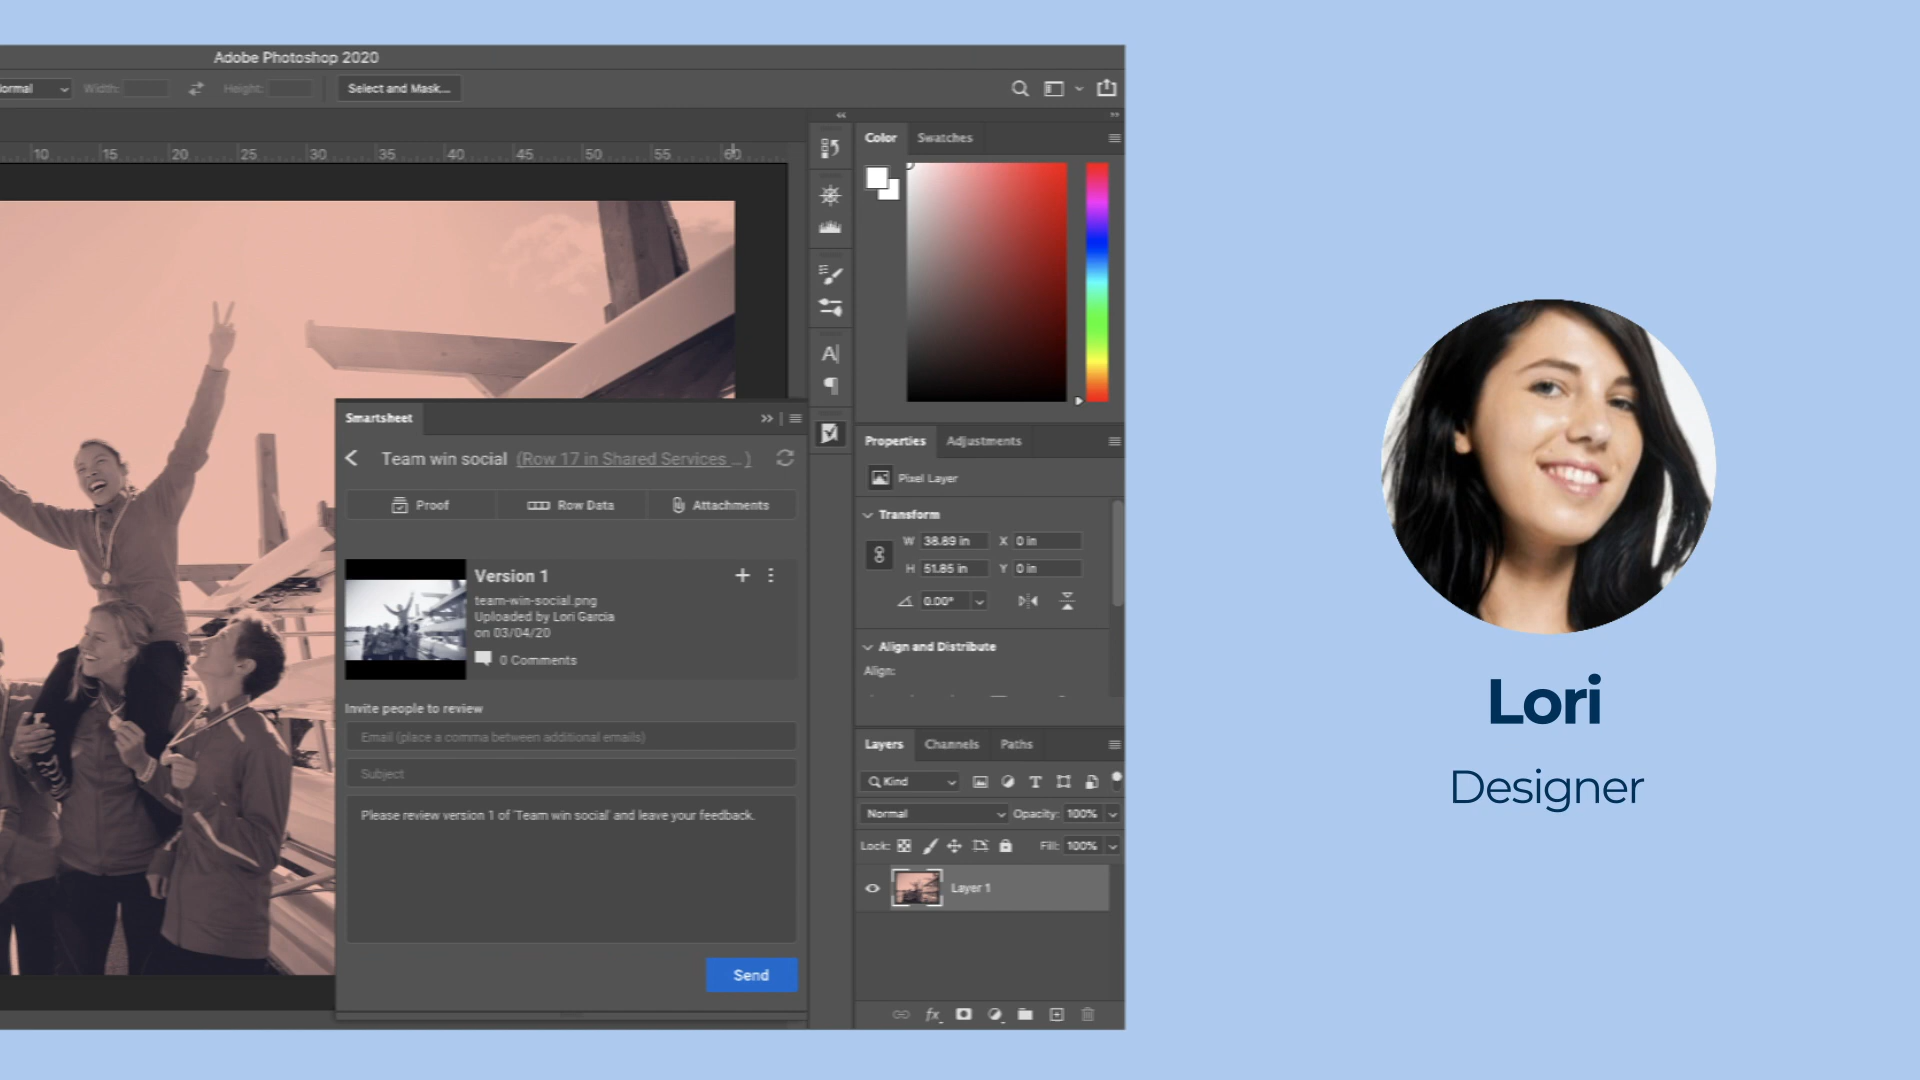 Adobe Photoshop 2020
ormal Width: Height: Select and Mask...
10 15 20 25 30 35 40 45 50 55 60
Color Swatches
Smartsheet
Team win social (Row 17 in Shared Services ...)
Proof Row Data Attachments
Version 1
team-win-social.png
Uploaded by Lori Garcia
on 03/04/20
0 Comments
Invite people to review
Email (place a comma between additional emails)
Subject
Please review version 1 of 'Team win social' and leave your feedback.
Send
Properties Adjustments
Pixel Layer
Transform
W 38.89 in X 0 in
H 51.85 in Y 0 in
0.00°
Align and Distribute
Align:
Layers Channels Paths
Kind
Normal Opacity: 100%
Lock: Fill: 100%
Layer 1
fx
Lori
Designer